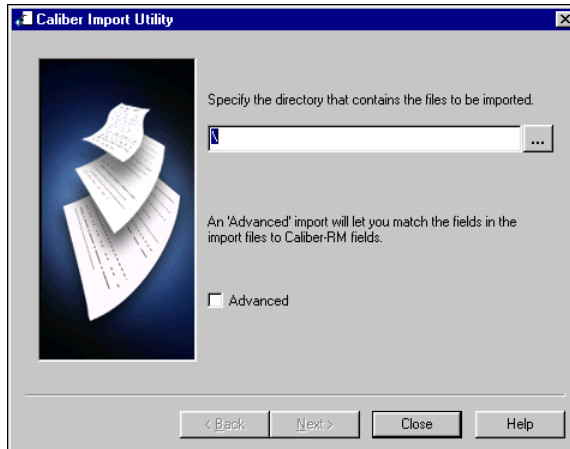 Caliber Import Utility
Specify the directory that contains the files to be imported.
\
...
An 'Advanced' import will let you match the fields in the
import files to Caliber-RM fields.
Advanced
< Back
Next >
Close
Help